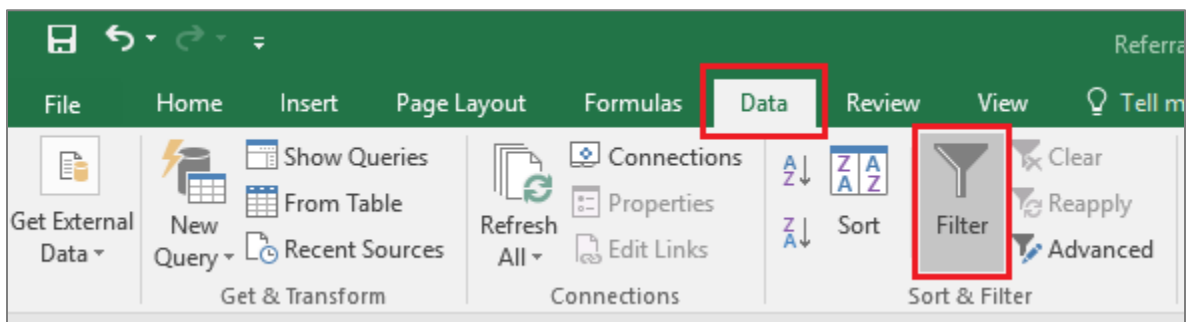 Referra
File Home Insert Page Layout Formulas Data Review View Tell m
Get External Data
New Query
Show Queries
From Table
Recent Sources
Get & Transform
Refresh All
Connections
Properties
Edit Links
Connections
A Z
Z A
Z A
A Z
Sort
Filter
Clear
Reapply
Advanced
Sort & Filter